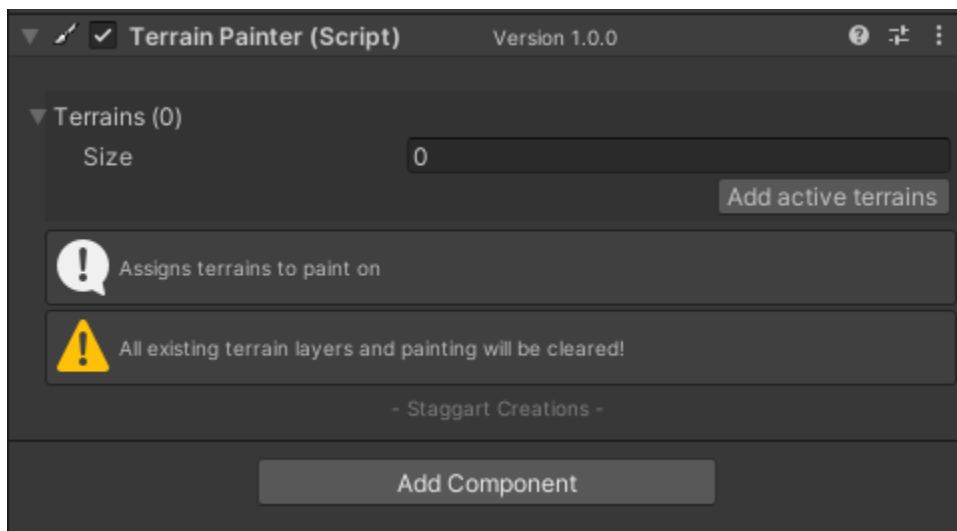 Terrain Painter (Script) Version 1.0.0
Terrains (0)
Size 0
Add active terrains
Assigns terrains to paint on
All existing terrain layers and painting will be cleared!
- Staggart Creations -
Add Component